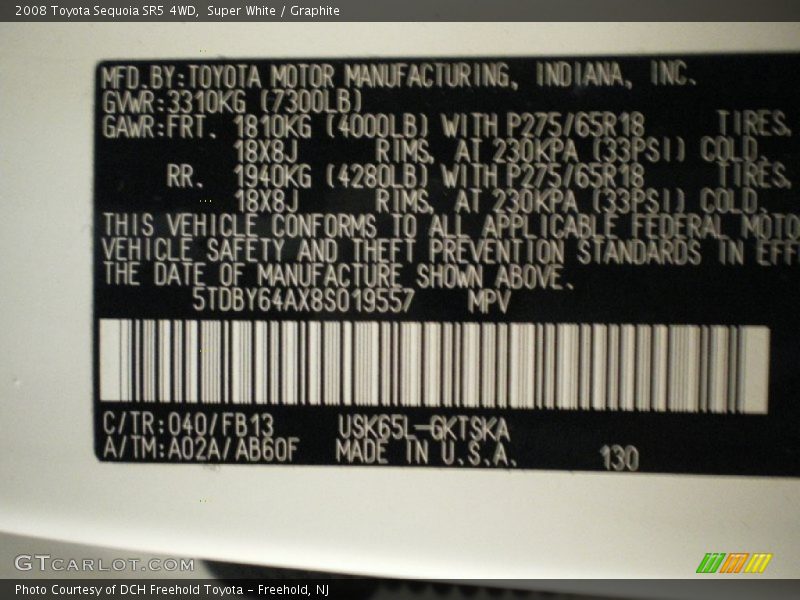 2008 Toyota Sequoia SR5 4WD, Super White / Graphite
MFD.BY:TOYOTA MOTOR MANUFACTURING, INDIANA, INC.
GVWR:3310KG (7300LB)
GAWR:FRT. 1810KG (4000LB) WITH P275/65R18 TIRES,
18X8J RIMS, AT 230KPA (33PSI) COLD,
RR. 1940KG (4280LB) WITH P275/65R18 TIRES,
18X8J RIMS, AT 230KPA (33PSI) COLD,
THIS VEHICLE CONFORMS TO ALL APPLICABLE FEDERAL MOTO
VEHICLE SAFETY AND THEFT PREVENTION STANDARDS IN EFF
THE DATE OF MANUFACTURE SHOWN ABOVE.
5TDBY64AX8S019557 MPV
C/TR:040/FB13 USK65L-GKTSKA
A/TM:A02A/AB60F MADE IN U.S.A. 130
GTCARLOT.COM
Photo Courtesy of DCH Freehold Toyota - Freehold, NJ